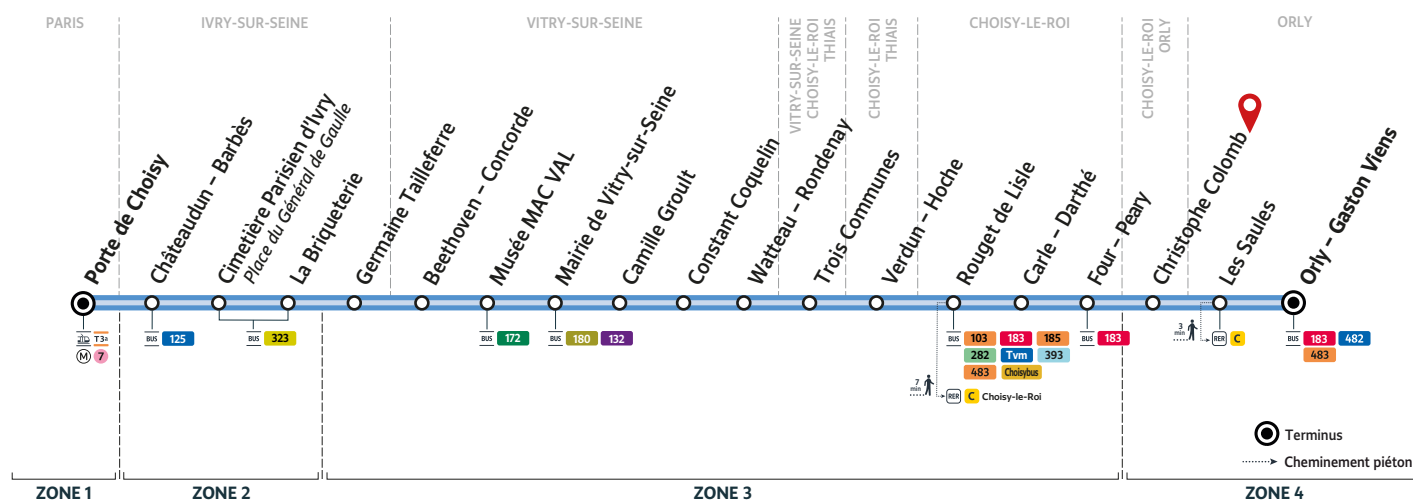 PARIS
IVRY-SUR-SEINE
VITRY-SUR-SEINE
VITRY-SUR-SEINE
CHOISY-LE-ROI
THIAIS
CHOISY-LE-ROI
THIAIS
CHOISY-LE-ROI
CHOISY-LE-ROI
ORLY
ORLY
Porte de Choisy
Châteaudun – Barbès
Cimetière Parisien d'Ivry
Place du Général de Gaulle
La Briqueterie
Germaine Tailleferre
Beethoven – Concorde
Musée MAC VAL
Mairie de Vitry-sur-Seine
Camille Groult
Constant Coquelin
Watteau – Rondenay
Trois Communes
Verdun – Hoche
Rouget de Lisle
Carle – Darthé
Four – Peary
Christophe Colomb
Les Saules
Orly – Gaston Viens
T3a
M 7
BUS 125
BUS 323
BUS 172
BUS 180 132
BUS 103 183 185
282 Tvm 393
483 Choisybus
7 min
RER C Choisy-le-Roi
BUS 183
3 min
RER C
BUS 183 482
483
Terminus
Cheminement piéton
ZONE 1
ZONE 2
ZONE 3
ZONE 4